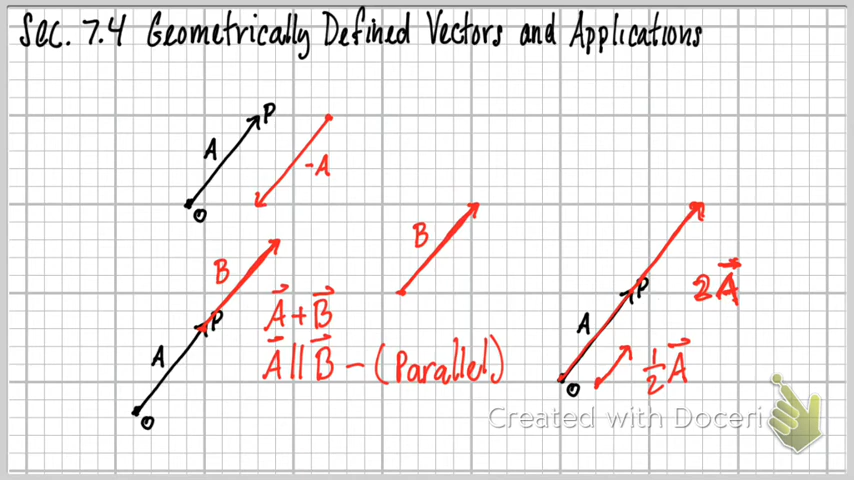 Sec. 7.4 Geometrically Defined Vectors and Applications
P
A
-A
O
B
B
P
A
O
A⃗ + B⃗
A⃗ || B⃗ - (Parallel)
P
A
2A⃗
½A⃗
O
Created with Doceri